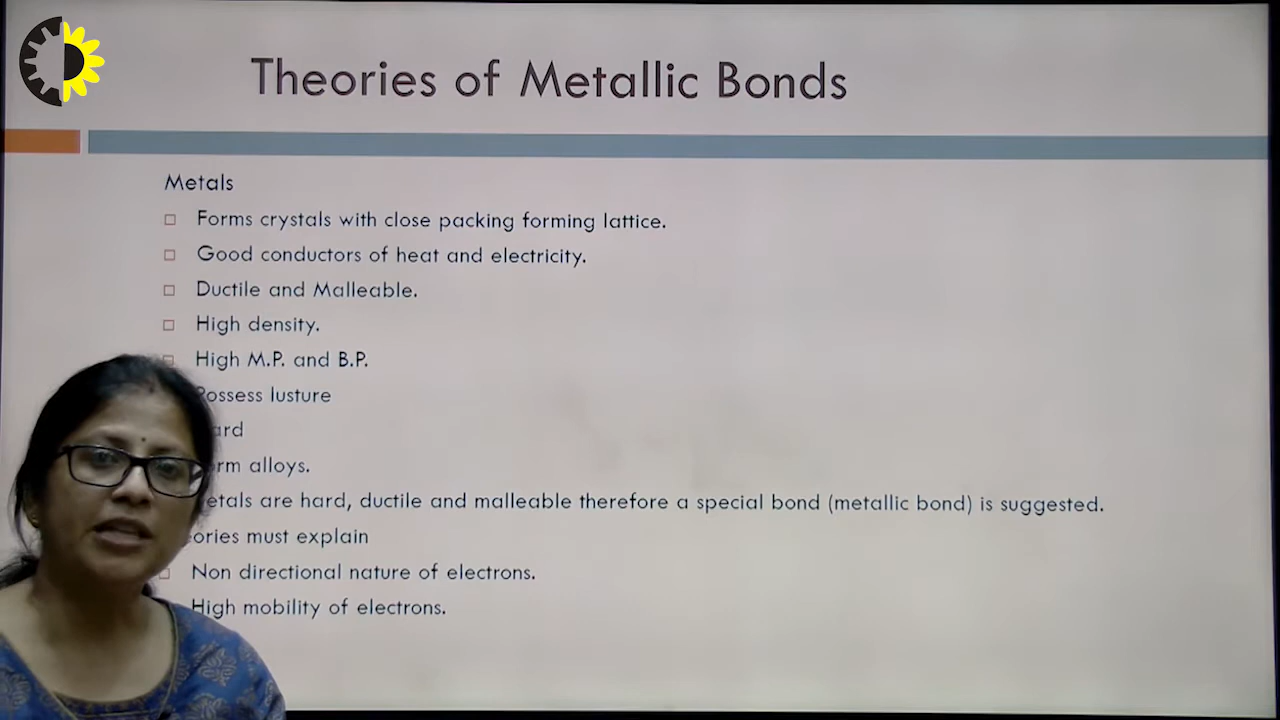 Theories of Metallic Bonds
Metals
Forms crystals with close packing forming lattice.
Good conductors of heat and electricity.
Ductile and Malleable.
High density.
High M.P. and B.P.
Possess lusture
ard
orm alloys.
etals are hard, ductile and malleable therefore a special bond (metallic bond) is suggested.
ories must explain
Non directional nature of electrons.
High mobility of electrons.